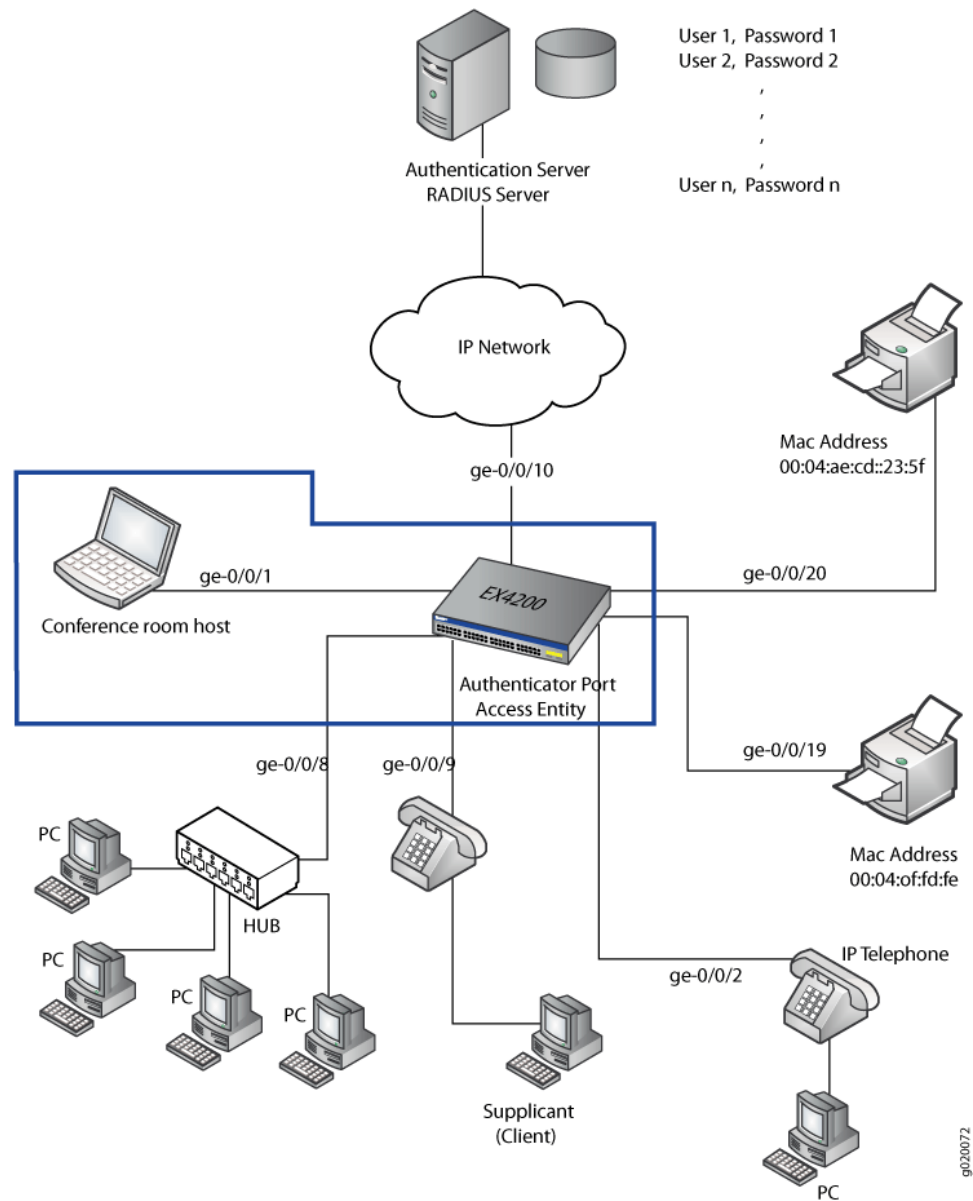 User 1, Password 1
User 2, Password 2
,
,
,
,
User n, Password n
Authentication Server
RADIUS Server
IP Network
Mac Address
00:04:ae:cd::23:5f
ge-0/0/10
ge-0/0/1
ge-0/0/20
EX4200
Conference room host
Authenticator Port
Access Entity
ge-0/0/19
ge-0/0/8
ge-0/0/9
PC
Mac Address
00:04:of:fd:fe
HUB
PC
IP Telephone
ge-0/0/2
PC
PC
Supplicant
(Client)
PC
g020072